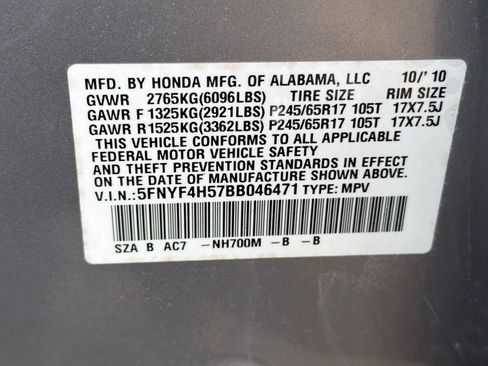 MFD. BY HONDA MFG. OF ALABAMA, LLC 10/'10
GVWR 2765KG(6096LBS) TIRE SIZE RIM SIZE
GAWR F 1325KG(2921LBS) P245/65R17 105T 17X7.5J
GAWR R 1525KG(3362LBS) P245/65R17 105T 17X7.5J
THIS VEHICLE CONFORMS TO ALL APPLICABLE
FEDERAL MOTOR VEHICLE SAFETY
AND THEFT PREVENTION STANDARDS IN EFFECT
ON THE DATE OF MANUFACTURE SHOWN ABOVE.
V.I.N.:5FNYF4H57BB046471 TYPE: MPV
SZA B AC7 -NH700M -B -B